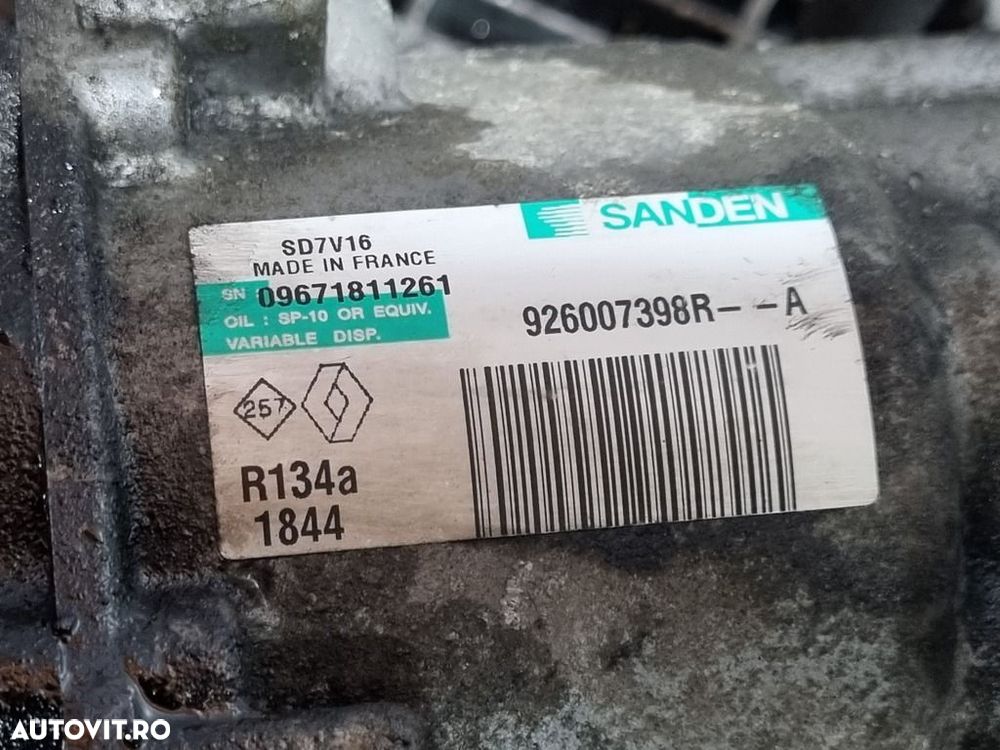 SANDEN
SD7V16
MADE IN FRANCE
SN 09671811261
OIL : SP-10 OR EQUIV.
VARIABLE DISP.
926007398R--A
257
R134a
1844
AUTOVIT.RO